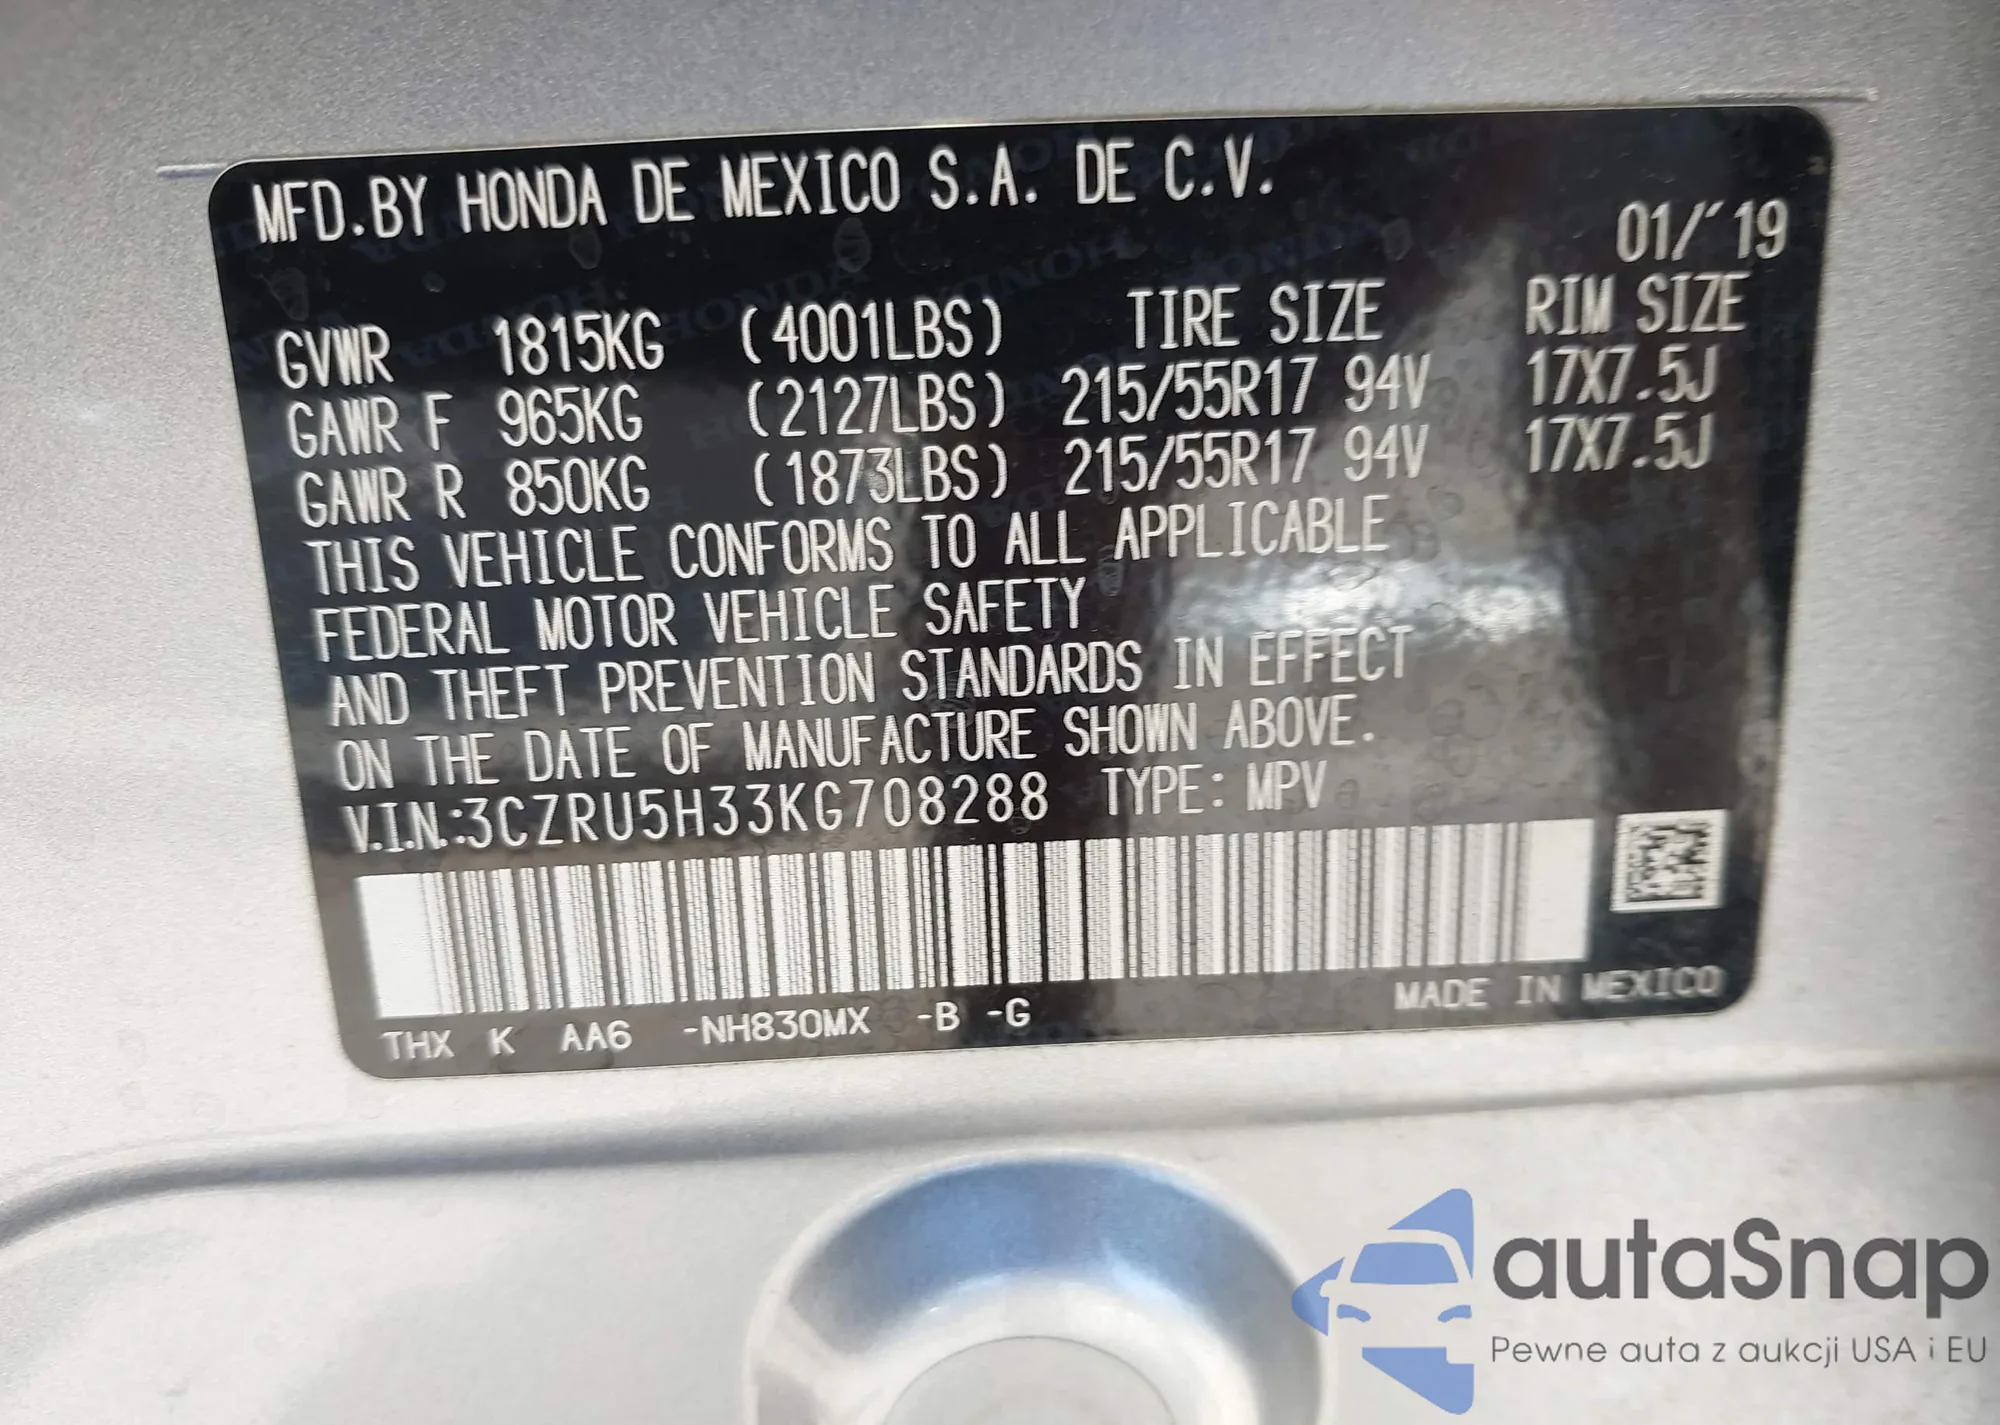 MFD.BY HONDA DE MEXICO S.A. DE C.V.
01/'19
GVWR 1815KG (4001LBS) TIRE SIZE RIM SIZE
GAWR F 965KG (2127LBS) 215/55R17 94V 17X7.5J
GAWR R 850KG (1873LBS) 215/55R17 94V 17X7.5J
THIS VEHICLE CONFORMS TO ALL APPLICABLE
FEDERAL MOTOR VEHICLE SAFETY
AND THEFT PREVENTION STANDARDS IN EFFECT
ON THE DATE OF MANUFACTURE SHOWN ABOVE.
V.I.N.:3CZRU5H33KG708288 TYPE: MPV
THX K AA6 -NH830MX -B -G
MADE IN MEXICO
autaSnap
Pewne auta z aukcji USA i EU